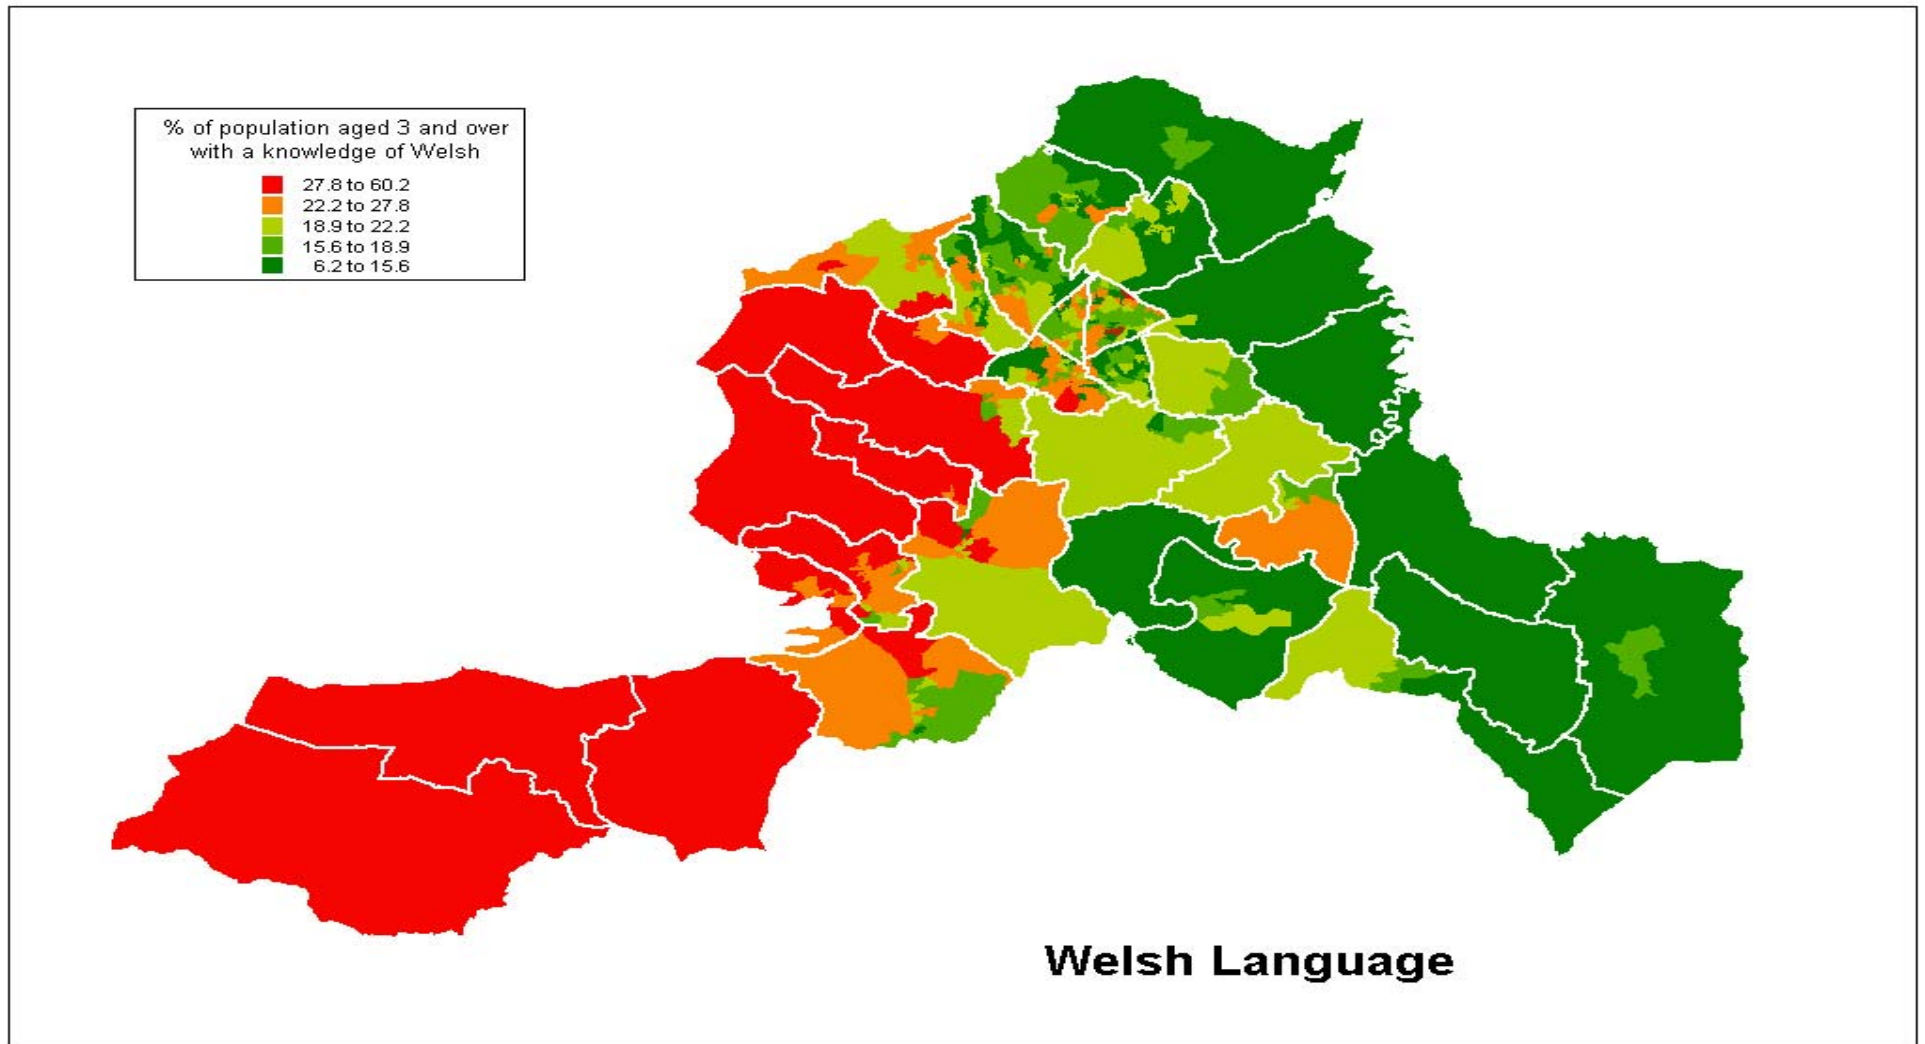 % of population aged 3 and over
with a knowledge of Welsh
27.8 to 60.2
22.2 to 27.8
18.9 to 22.2
15.6 to 18.9
6.2 to 15.6
Welsh Language